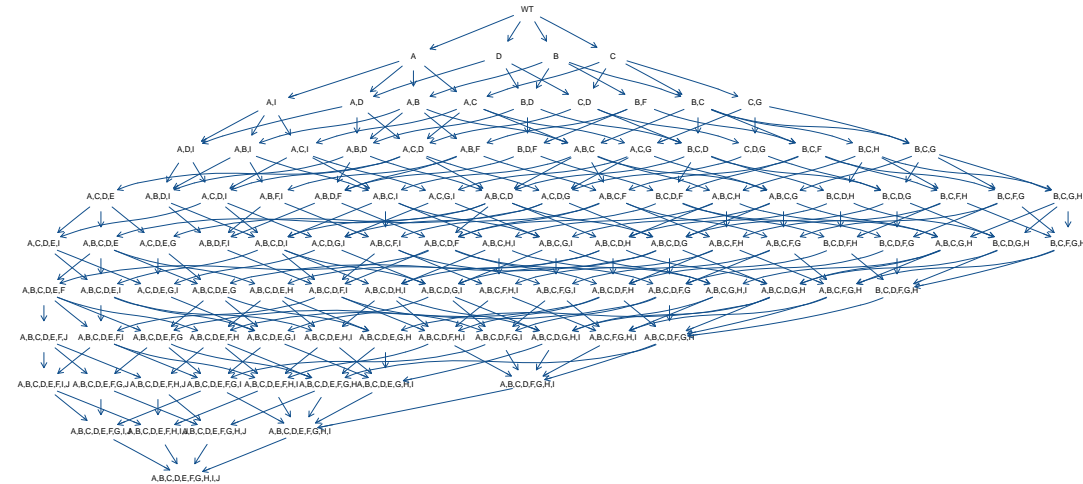 WT
A D B C
A,I A,D A,B A,C B,D C,D B,F B,C C,G
A,D,I A,B,I A,C,I A,B,D A,C,D A,B,F B,D,F A,B,C A,C,G B,C,D C,D,G B,C,F B,C,H B,C,G
A,C,D,E A,B,D,I A,C,D,I A,B,F,I A,B,D,F A,B,C,I A,C,G,I A,B,C,D A,C,D,G A,B,C,F B,C,D,F A,B,C,H A,B,C,G B,C,D,H B,C,D,G B,C,F,H B,C,F,G B,C,G,H
A,C,D,E,I A,B,C,D,E A,C,D,E,G A,B,D,F,I A,B,C,D,I A,C,D,G,I A,B,C,F,I A,B,C,D,F A,B,C,H,I A,B,C,G,I A,B,C,D,H A,B,C,D,G A,B,C,F,H A,B,C,F,G B,C,D,F,H B,C,D,F,G A,B,C,G,H B,C,D,G,H B,C,F,G,H
A,B,C,D,E,F A,B,C,D,E,I A,C,D,E,G,I A,B,C,D,E,G A,B,C,D,E,H A,B,C,D,F,I A,B,C,D,H,I A,B,C,D,G,I A,B,C,F,H,I A,B,C,F,G,I A,B,C,D,F,H A,B,C,D,F,G A,B,C,G,H,I A,B,C,D,G,H A,B,C,F,G,H B,C,D,F,G,H
A,B,C,D,E,F,J A,B,C,D,E,F,I A,B,C,D,E,F,G A,B,C,D,E,F,H A,B,C,D,E,G,I A,B,C,D,E,H,I A,B,C,D,E,G,H A,B,C,D,F,H,I A,B,C,D,F,G,I A,B,C,D,G,H,I A,B,C,F,G,H,I A,B,C,D,F,G,H
A,B,C,D,E,F,I,J A,B,C,D,E,F,G,J A,B,C,D,E,F,H,J A,B,C,D,E,F,G,I A,B,C,D,E,F,H,I A,B,C,D,E,F,G,H A,B,C,D,E,G,H,I A,B,C,D,F,G,H,I
A,B,C,D,E,F,G,I,J A,B,C,D,E,F,H,I,J A,B,C,D,E,F,G,H,J A,B,C,D,E,F,G,H,I
A,B,C,D,E,F,G,H,I,J